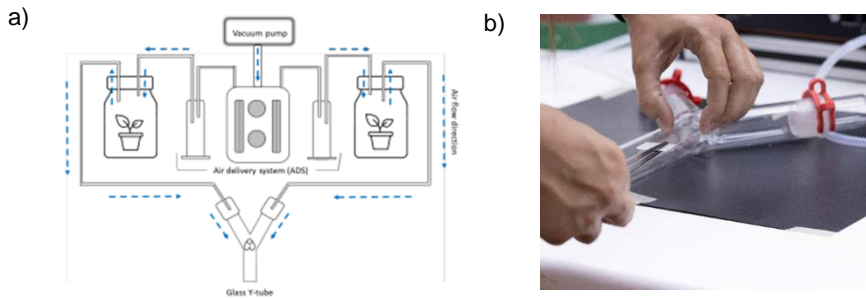 a)
b)
Vacuum pump
Air flow direction
Air delivery system (ADS)
Glass Y-tube